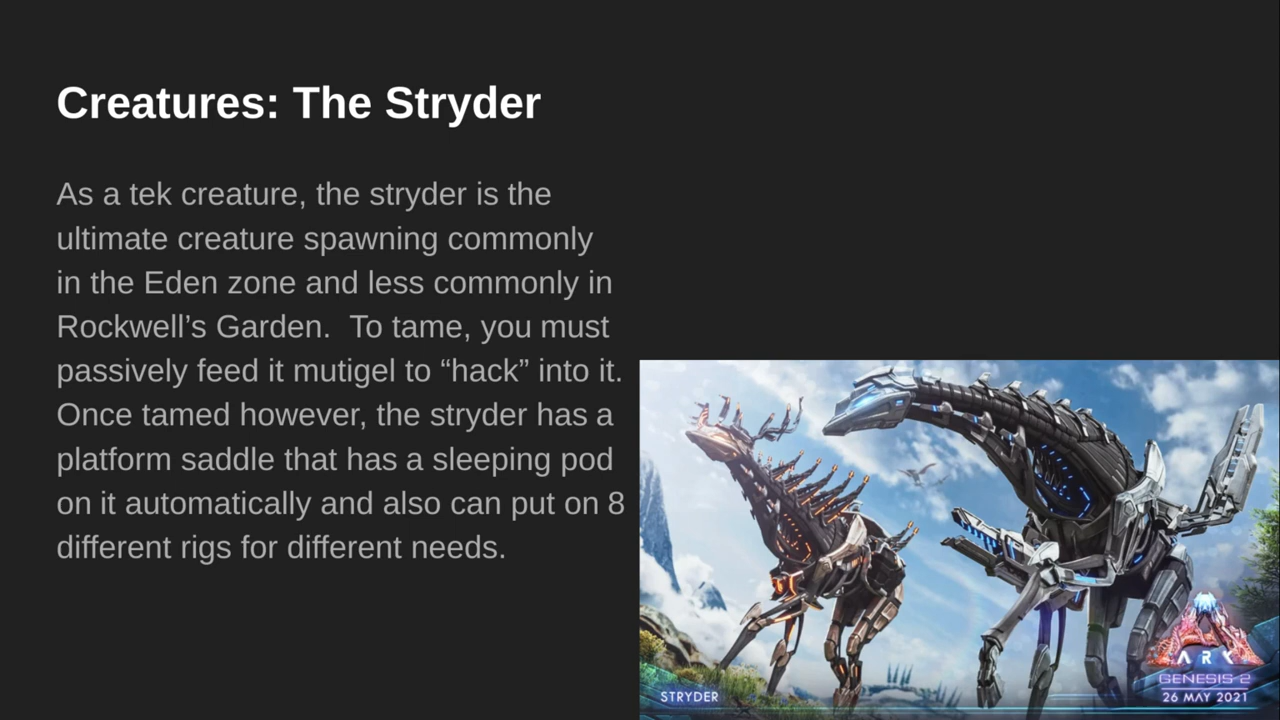 Creatures: The Stryder
As a tek creature, the stryder is the
ultimate creature spawning commonly
in the Eden zone and less commonly in
Rockwell’s Garden.  To tame, you must
passively feed it mutigel to “hack” into it.
Once tamed however, the stryder has a
platform saddle that has a sleeping pod
on it automatically and also can put on 8
different rigs for different needs.
STRYDER
ARK
GENESIS 2
26 MAY 2021